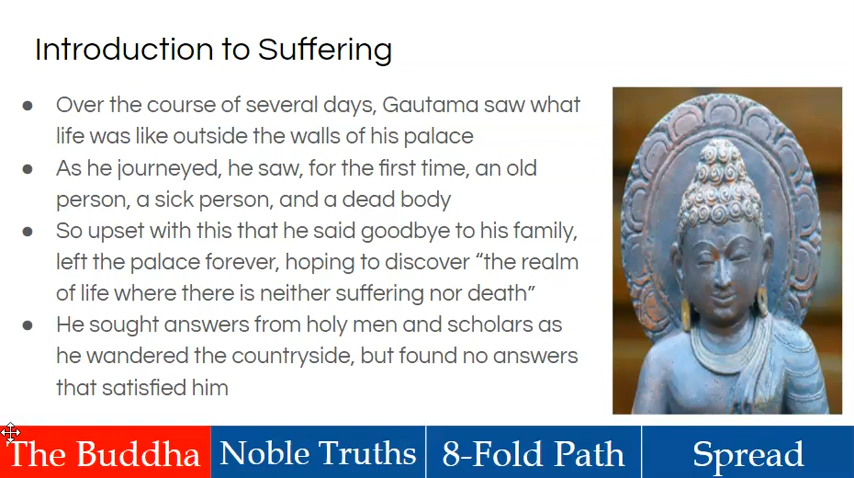 Introduction to Suffering
● Over the course of several days, Gautama saw what
life was like outside the walls of his palace
● As he journeyed, he saw, for the first time, an old
person, a sick person, and a dead body
● So upset with this that he said goodbye to his family,
left the palace forever, hoping to discover “the realm
of life where there is neither suffering nor death”
● He sought answers from holy men and scholars as
he wandered the countryside, but found no answers
that satisfied him
The Buddha
Noble Truths
8-Fold Path
Spread